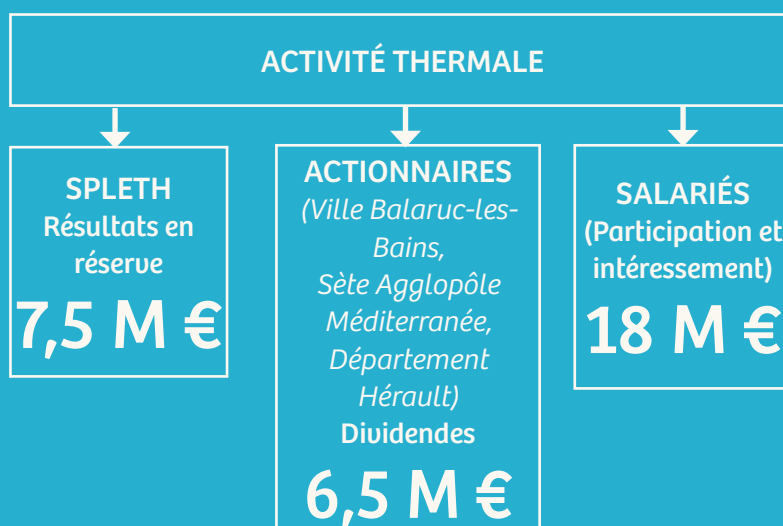 ACTIVITÉ THERMALE
SPLETH
Résultats en
réserve
7,5 M €
ACTIONNAIRES
(Ville Balaruc-les-
Bains,
Sète Agglopôle
Méditerranée,
Département
Hérault)
Dividendes
6,5 M €
SALARIÉS
(Participation et
intéressement)
18 M €